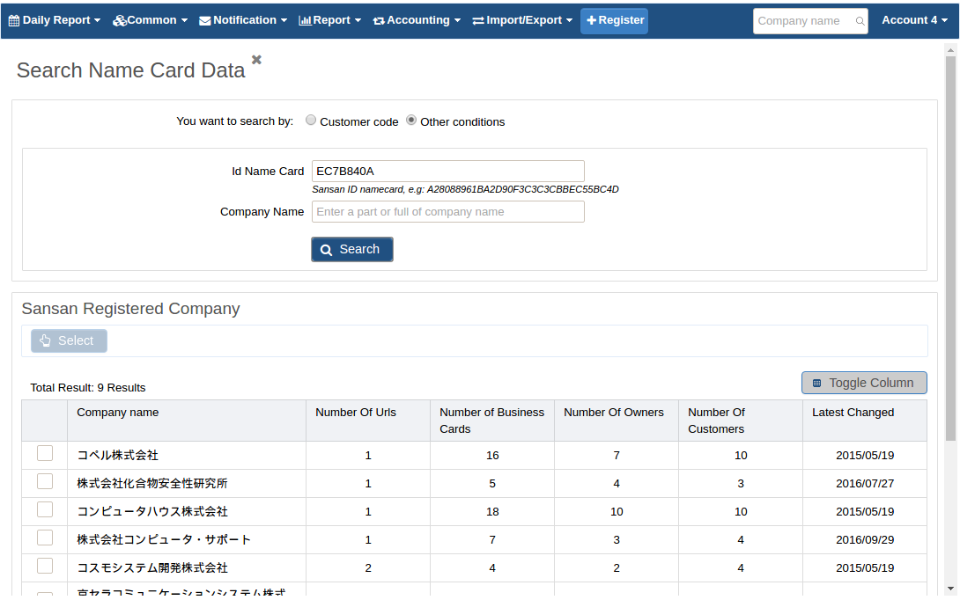 Daily Report Common Notification Report Accounting Import/Export Register Company name Account 4
Search Name Card Data
You want to search by: Customer code Other conditions
Id Name Card EC7B840A
Sansan ID namecard, e.g: A28088961BA2D90F3C3C3CBBEC55BC4D
Company Name Enter a part or full of company name
Search
Sansan Registered Company
Select
Total Result: 9 Results Toggle Column
Company name Number Of Urls Number of Business Cards Number Of Owners Number Of Customers Latest Changed
コベル株式会社 1 16 7 10 2015/05/19
株式会社化合物安全性研究所 1 5 4 3 2016/07/27
コンピュータハウス株式会社 1 18 10 10 2015/05/19
株式会社コンピュータ・サポート 1 7 3 4 2016/09/29
コスモシステム開発株式会社 2 4 2 4 2015/05/19
京セラコミュニケーションシステム株式